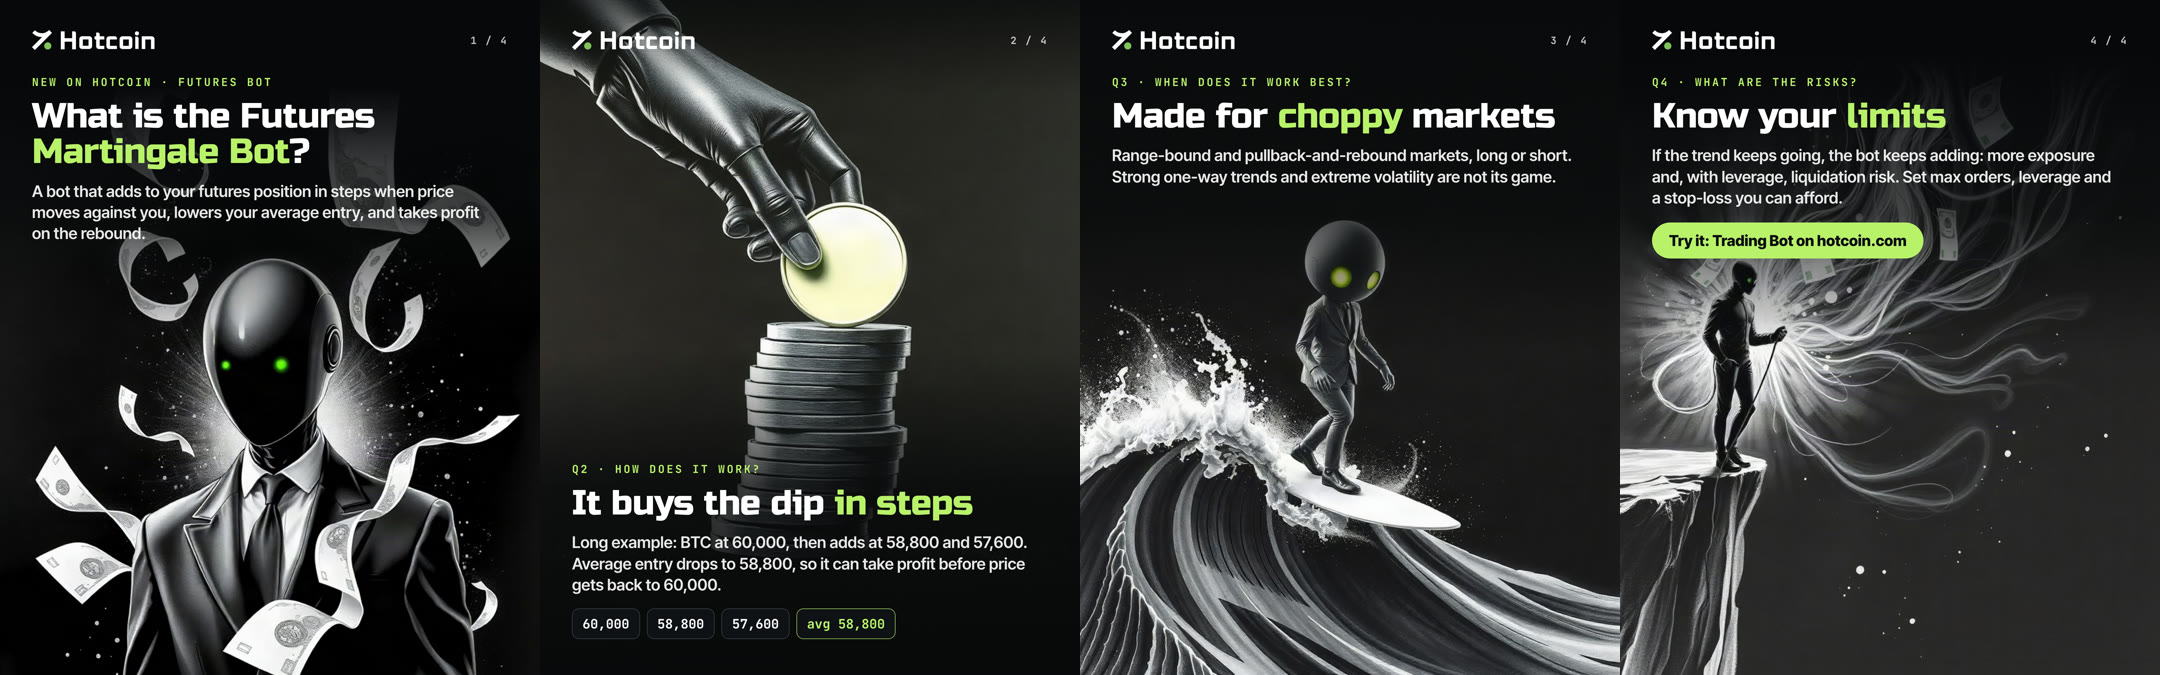 Hotcoin
1 / 4
NEW ON HOTCOIN · FUTURES BOT
What is the Futures
Martingale Bot?
A bot that adds to your futures position in steps when price
moves against you, lowers your average entry, and takes profit
on the rebound.
Hotcoin
2 / 4
Q2 · HOW DOES IT WORK?
It buys the dip in steps
Long example: BTC at 60,000, then adds at 58,800 and 57,600.
Average entry drops to 58,800, so it can take profit before price
gets back to 60,000.
60,000 58,800 57,600 avg 58,800
Hotcoin
3 / 4
Q3 · WHEN DOES IT WORK BEST?
Made for choppy markets
Range-bound and pullback-and-rebound markets, long or short.
Strong one-way trends and extreme volatility are not its game.
Hotcoin
4 / 4
Q4 · WHAT ARE THE RISKS?
Know your limits
If the trend keeps going, the bot keeps adding: more exposure
and, with leverage, liquidation risk. Set max orders, leverage and
a stop-loss you can afford.
Try it: Trading Bot on hotcoin.com